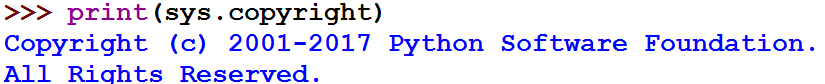 >>> print(sys.copyright)
Copyright (c) 2001-2017 Python Software Foundation.
All Rights Reserved.